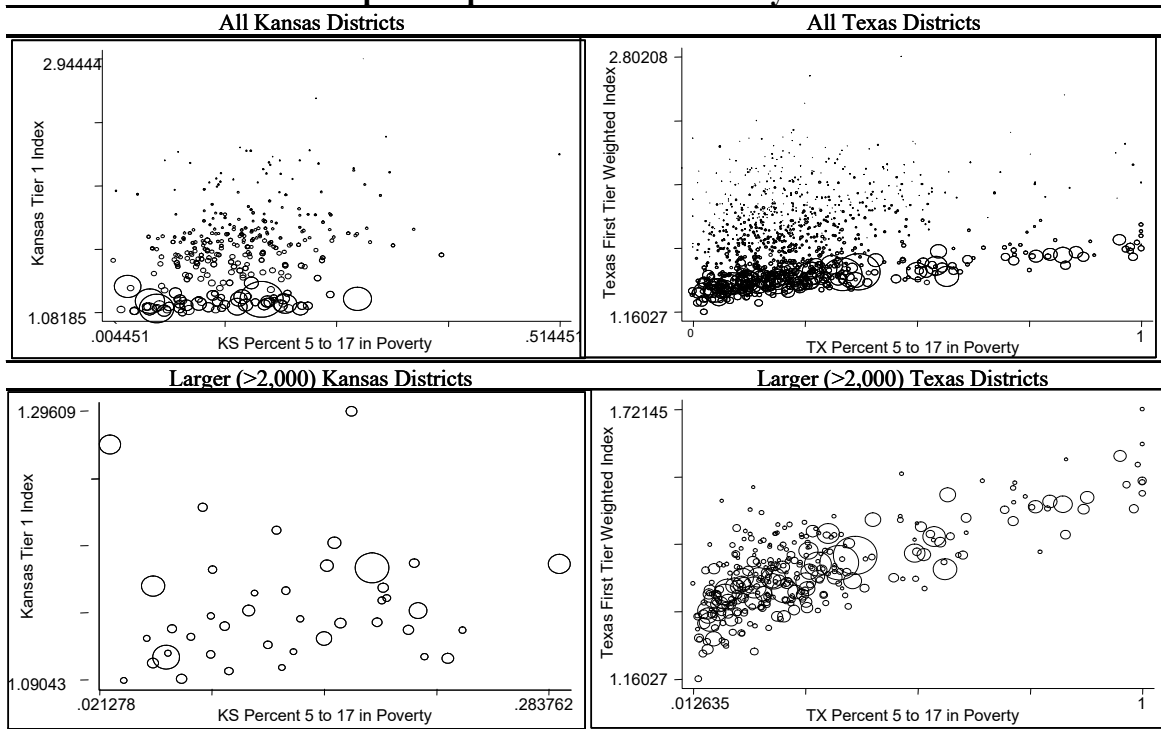 All Kansas Districts
All Texas Districts
2.94444
Kansas Tier 1 Index
1.08185
.004451
.514451
KS Percent 5 to 17 in Poverty
2.80208
Texas First Tier Weighted Index
1.16027
0
1
TX Percent 5 to 17 in Poverty
Larger (>2,000) Kansas Districts
Larger (>2,000) Texas Districts
1.29609
Kansas Tier 1 Index
1.09043
.021278
.283762
KS Percent 5 to 17 in Poverty
1.72145
Texas First Tier Weighted Index
1.16027
.012635
1
TX Percent 5 to 17 in Poverty